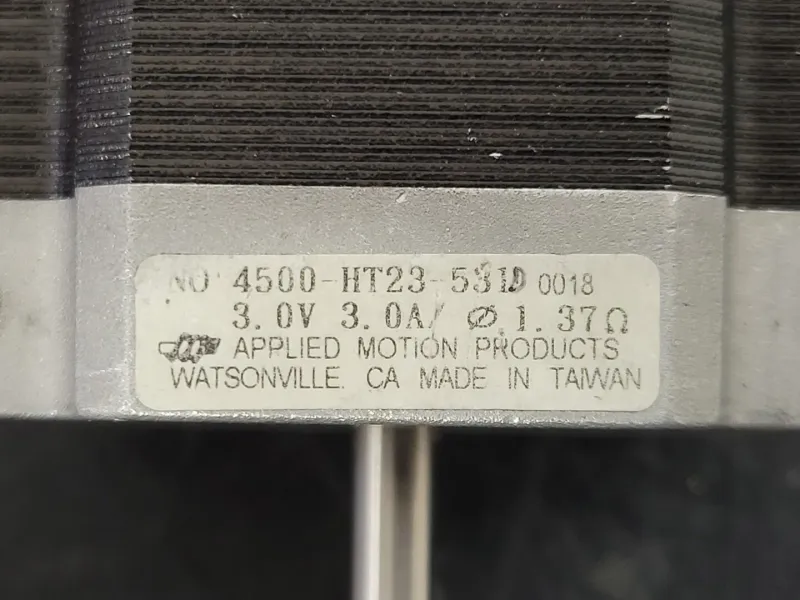 NO 4500-HT23-531D 0018
3.0V 3.0A/Ø 1.37Ω
APPLIED MOTION PRODUCTS
WATSONVILLE, CA MADE IN TAIWAN